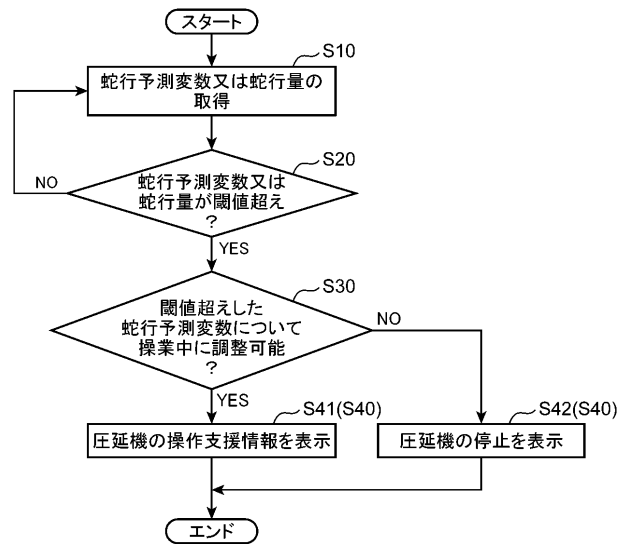 スタート
S10
蛇行予測変数又は蛇行量の
取得
S20
蛇行予測変数又は
蛇行量が閾値超え
?
NO
YES
S30
閾値超えした
蛇行予測変数について
操業中に調整可能
?
NO
YES
S41(S40)
圧延機の操作支援情報を表示
S42(S40)
圧延機の停止を表示
エンド